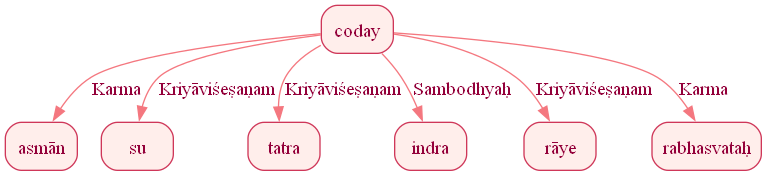 coday
Karma Kriyāviśeṣaṇam Kriyāviśeṣaṇam Sambodhyaḥ Kriyāviśeṣaṇam Karma
asmān su tatra indra rāye rabhasvataḥ